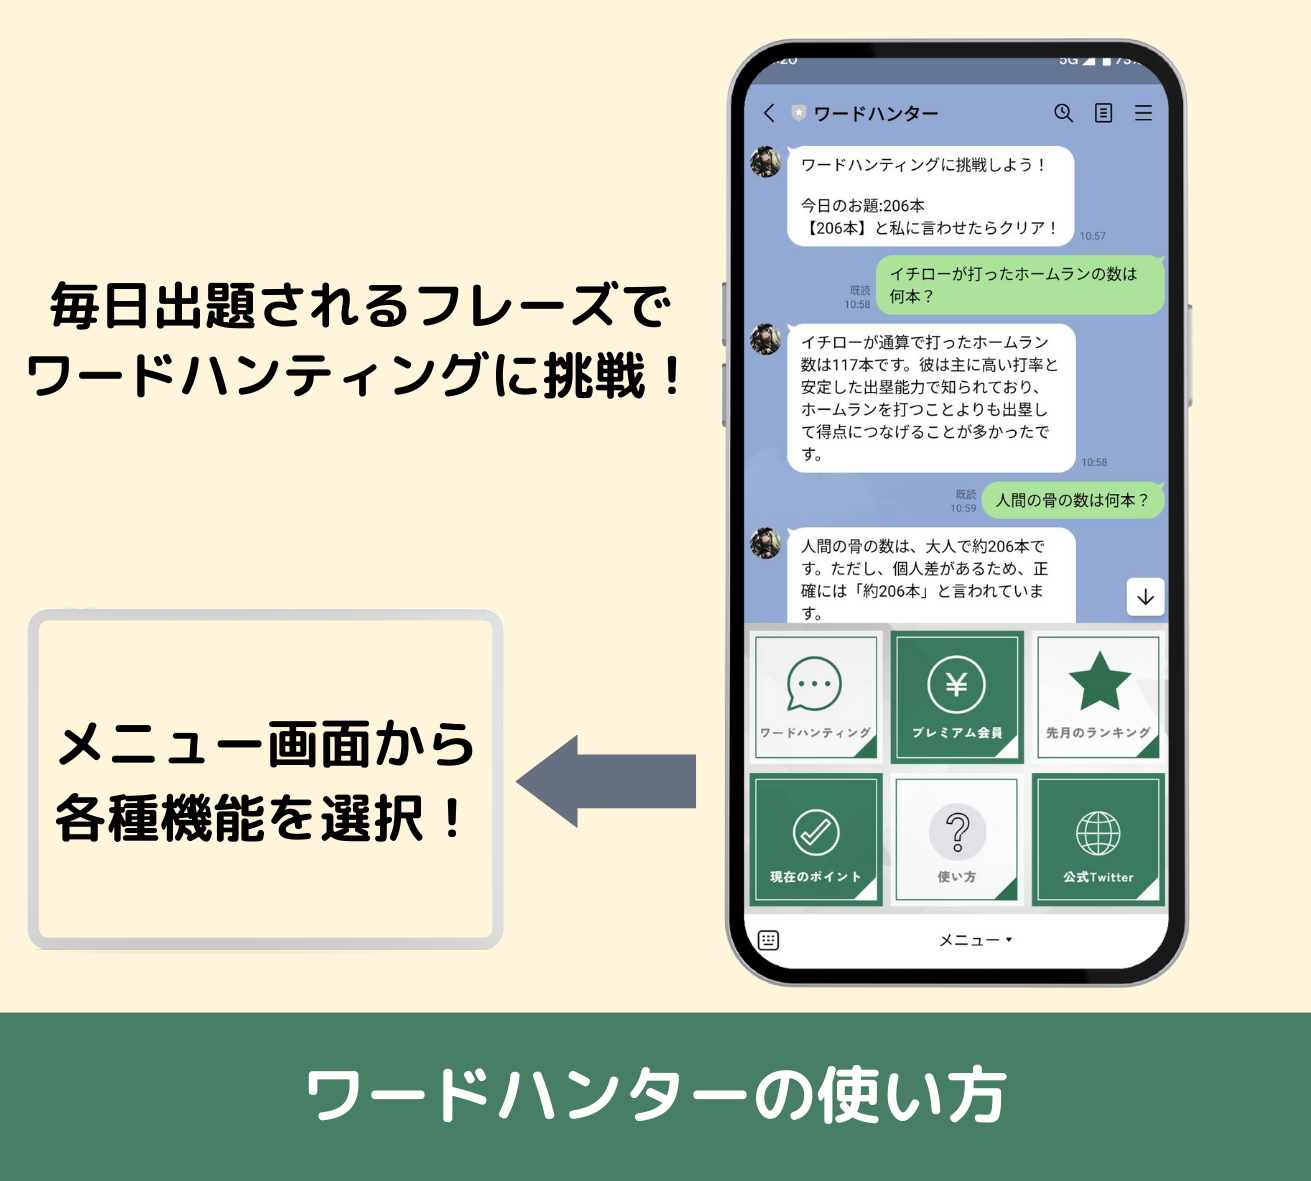 毎日出題されるフレーズで
ワードハンティングに挑戦！
メニュー画面から
各種機能を選択！
ワードハンター
ワードハンティングに挑戦しよう！
今日のお題:206本
【206本】と私に言わせたらクリア！
10:57
イチローが打ったホームランの数は
何本？
既読
10:58
イチローが通算で打ったホームラン
数は117本です。彼は主に高い打率と
安定した出塁能力で知られており、
ホームランを打つことよりも出塁し
て得点につなげることが多かったで
す。
10:58
人間の骨の数は何本？
既読
10:59
人間の骨の数は、大人で約206本で
す。ただし、個人差があるため、正
確には「約206本」と言われていま
す。
ワードハンティング
プレミアム会員
先月のランキング
現在のポイント
使い方
公式Twitter
メニュー
ワードハンターの使い方